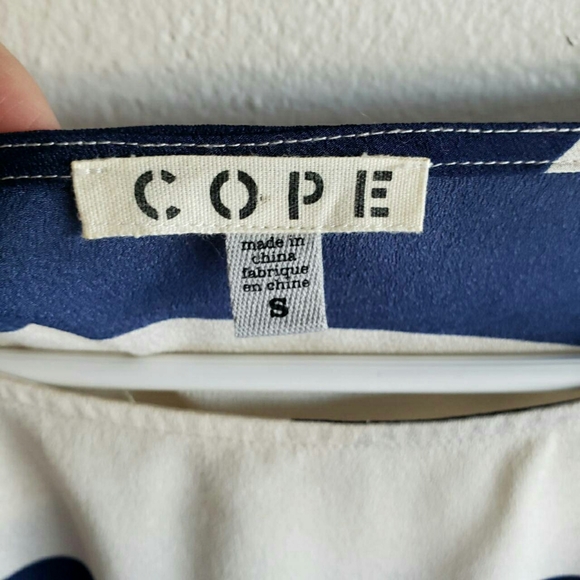 COPE
made in
china
fabrique
en chine
S